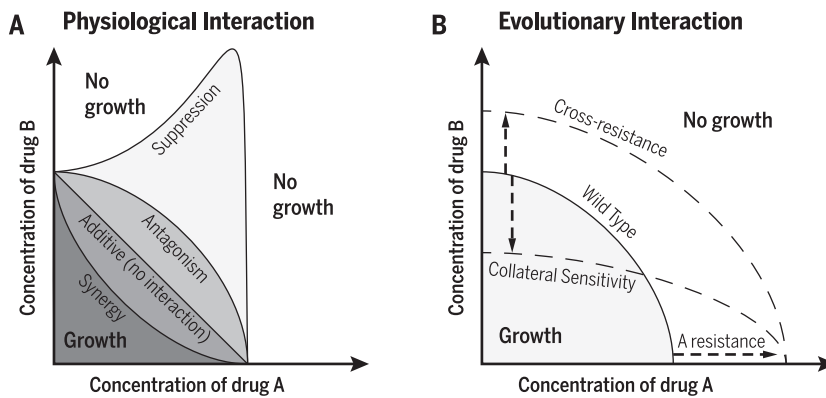 A
Physiological Interaction
No
growth
Suppression
No
growth
Antagonism
Additive (no interaction)
Synergy
Growth
Concentration of drug B
Concentration of drug A
B
Evolutionary Interaction
Cross-resistance
No growth
Wild Type
Collateral Sensitivity
Growth
A resistance
Concentration of drug B
Concentration of drug A